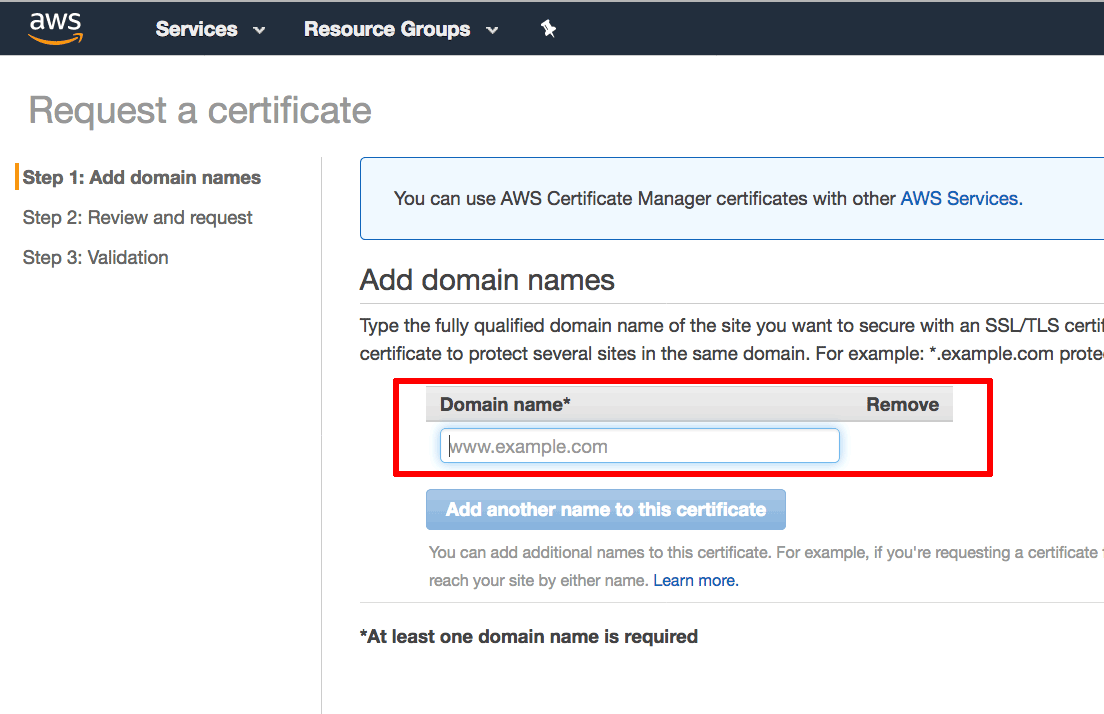 aws Services Resource Groups
Request a certificate
Step 1: Add domain names
Step 2: Review and request
Step 3: Validation
You can use AWS Certificate Manager certificates with other AWS Services.
Add domain names
Type the fully qualified domain name of the site you want to secure with an SSL/TLS certif
certificate to protect several sites in the same domain. For example: *.example.com prote
Domain name* Remove
www.example.com
Add another name to this certificate
You can add additional names to this certificate. For example, if you're requesting a certificate
reach your site by either name. Learn more.
*At least one domain name is required